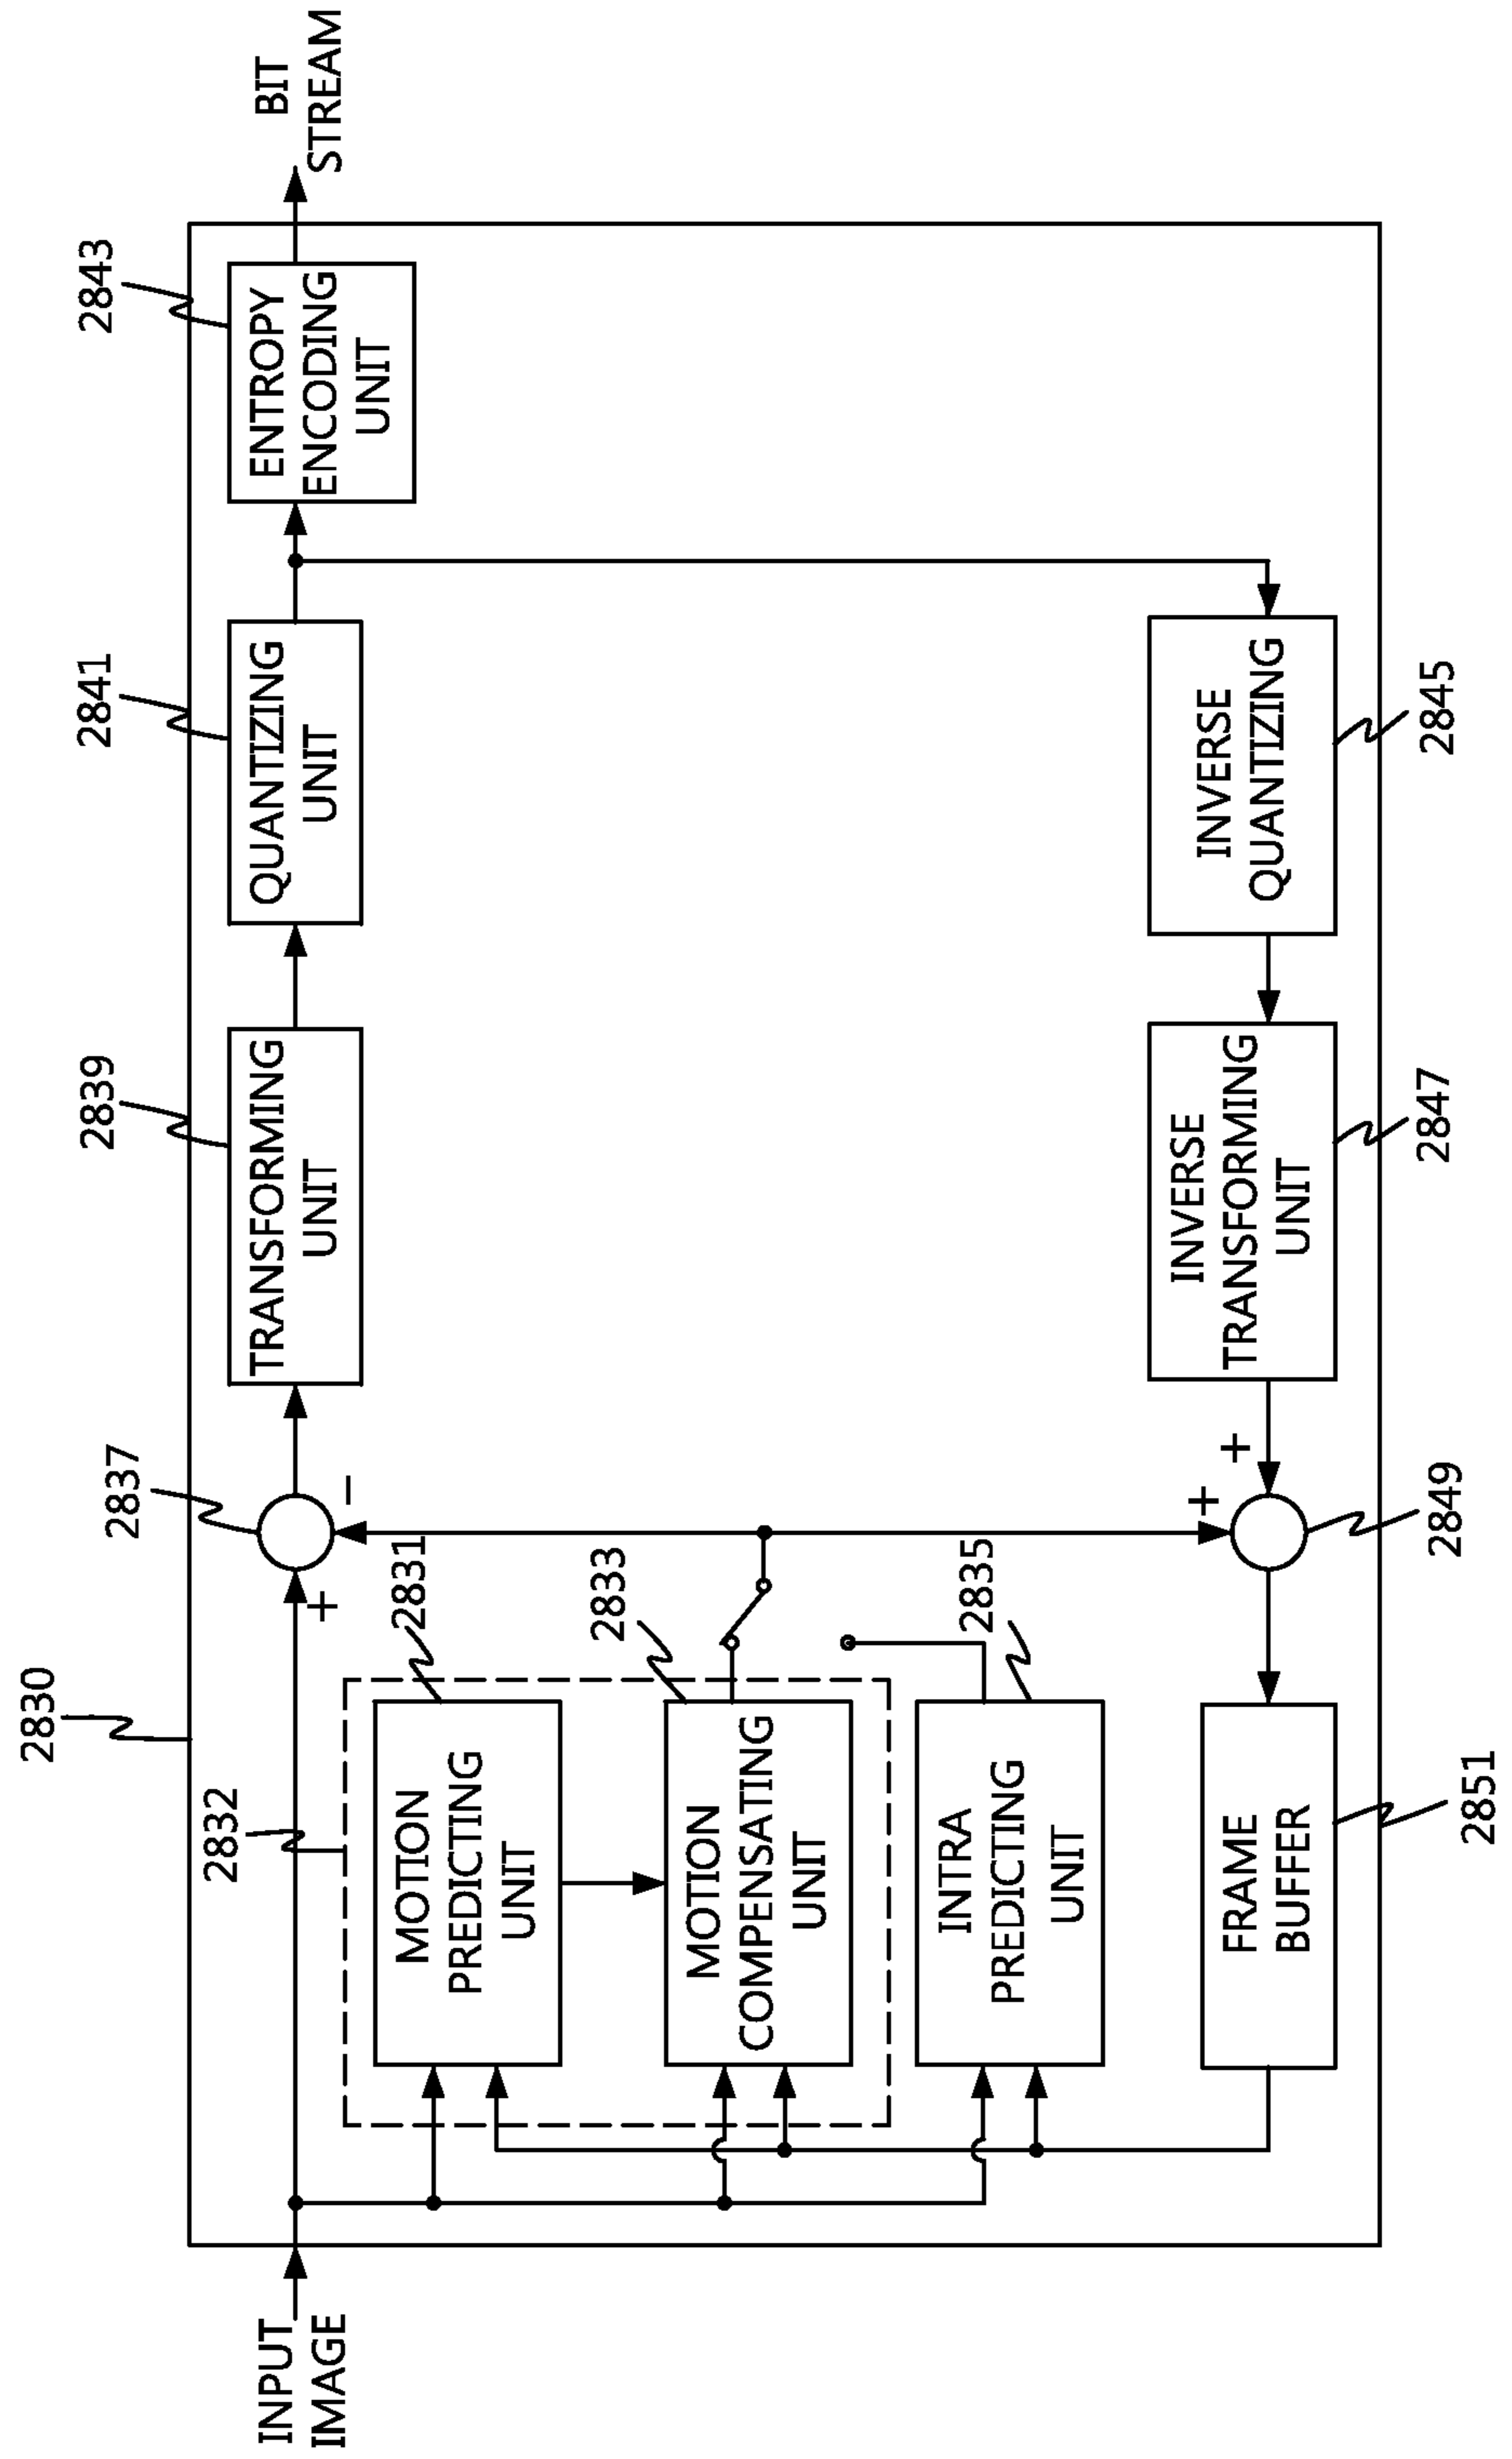 2830
2832
2837
2839
2841
2843
INPUT
IMAGE
BIT
STREAM
TRANSFORMING
UNIT
QUANTIZING
UNIT
ENTROPY
ENCODING
UNIT
+
−
2831
MOTION
PREDICTING
UNIT
2833
MOTION
COMPENSATING
UNIT
2835
INTRA
PREDICTING
UNIT
+
+
FRAME
BUFFER
INVERSE
TRANSFORMING
UNIT
INVERSE
QUANTIZING
2851
2849
2847
2845